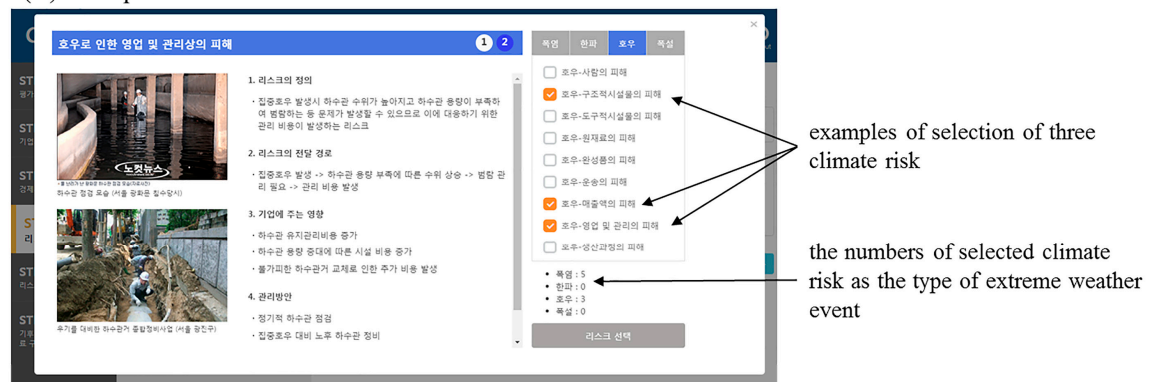 호우로 인한 영업 및 관리상의 피해
1 2
노컷뉴스
하수관 점검 모습 (서울 광화문 침수당시)
우기를 대비한 하수관거 종합정비사업 (서울 광진구)
1. 리스크의 정의
· 집중호우 발생시 하수관 수위가 높아지고 하수관 용량이 부족하
여 범람하는 등 문제가 발생할 수 있으므로 이에 대응하기 위한
관리 비용이 발생하는 리스크
2. 리스크의 전달 경로
· 집중호우 발생 -> 하수관 용량 부족에 따른 수위 상승 -> 범람 관
리 필요 -> 관리 비용 발생
3. 기업에 주는 영향
· 하수관 유지관리비용 증가
· 하수관 용량 증대에 따른 시설 비용 증가
· 불가피한 하수관거 교체로 인한 추가 비용 발생
4. 관리방안
· 정기적 하수관 점검
· 집중호우 대비 노후 하수관 정비
×
폭염 한파 호우 폭설
호우-사람의 피해
호우-구조적시설물의 피해
호우-도구적시설물의 피해
호우-원재료의 피해
호우-완성품의 피해
호우-운송의 피해
호우-매출액의 피해
호우-영업 및 관리의 피해
호우-생산과정의 피해
• 폭염 : 5
• 한파 : 0
• 호우 : 3
• 폭설 : 0
리스크 선택
examples of selection of three
climate risk
the numbers of selected climate
risk as the type of extreme weather
event